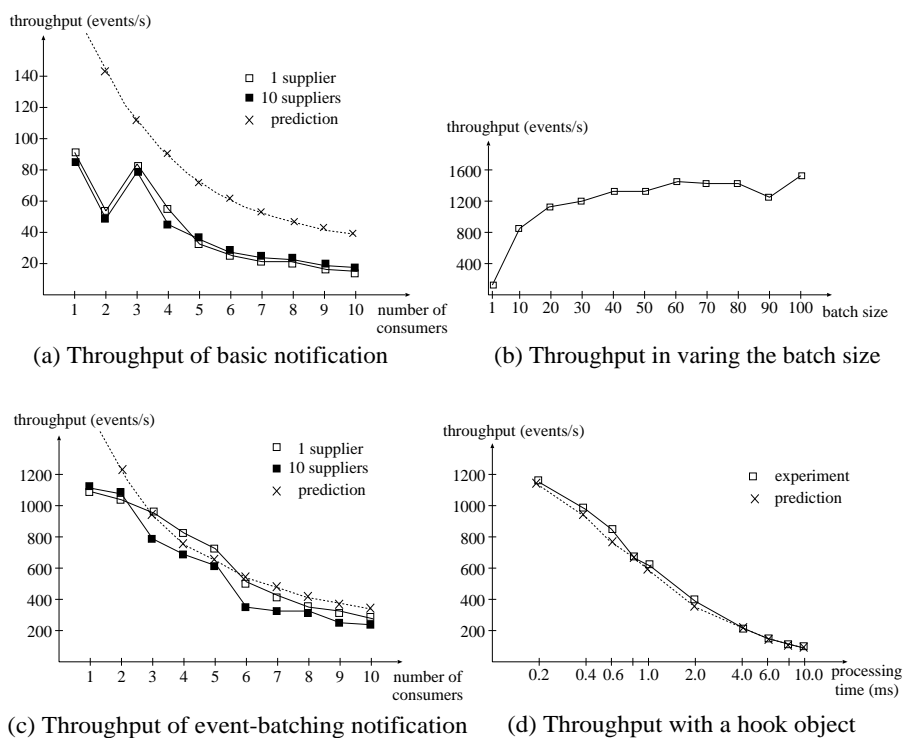 throughput (events/s)
140
120
100
80
60
40
20
1 supplier
10 suppliers
prediction
1 2 3 4 5 6 7 8 9 10
number of
consumers
(a) Throughput of basic notification
throughput (events/s)
1600
1200
800
400
1 10 20 30 40 50 60 70 80 90 100
batch size
(b) Throughput in varing the batch size
throughput (events/s)
1200
1000
800
600
400
200
1 supplier
10 suppliers
prediction
1 2 3 4 5 6 7 8 9 10
number of
consumers
(c) Throughput of event-batching notification
throughput (events/s)
1200
1000
800
600
400
200
experiment
prediction
0.2 0.4 0.6 1.0 2.0 4.0 6.0 8.0 10.0
processing
time (ms)
(d) Throughput with a hook object